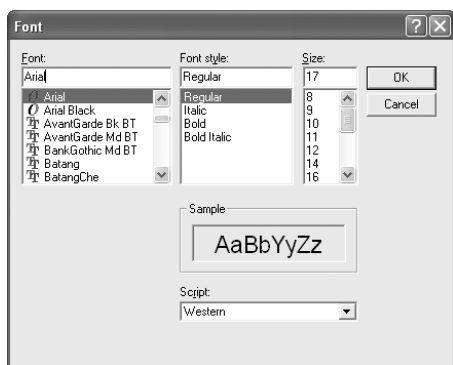 Font
Font: Font style: Size:
Arial Regular 17 OK
Arial Regular 8 Cancel
Arial Black Italic 9
AvantGarde Bk BT Bold 10
AvantGarde Md BT Bold Italic 11
BankGothic Md BT 12
Batang 14
BatangChe 16
Sample
AaBbYyZz
Script:
Western